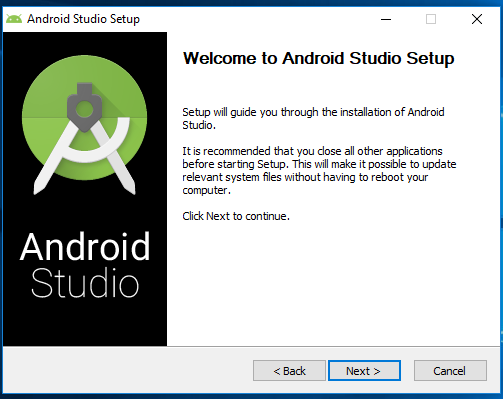 Android Studio Setup
Welcome to Android Studio Setup
Setup will guide you through the installation of Android
Studio.
It is recommended that you close all other applications
before starting Setup. This will make it possible to update
relevant system files without having to reboot your
computer.
Click Next to continue.
Android
Studio
< Back
Next >
Cancel